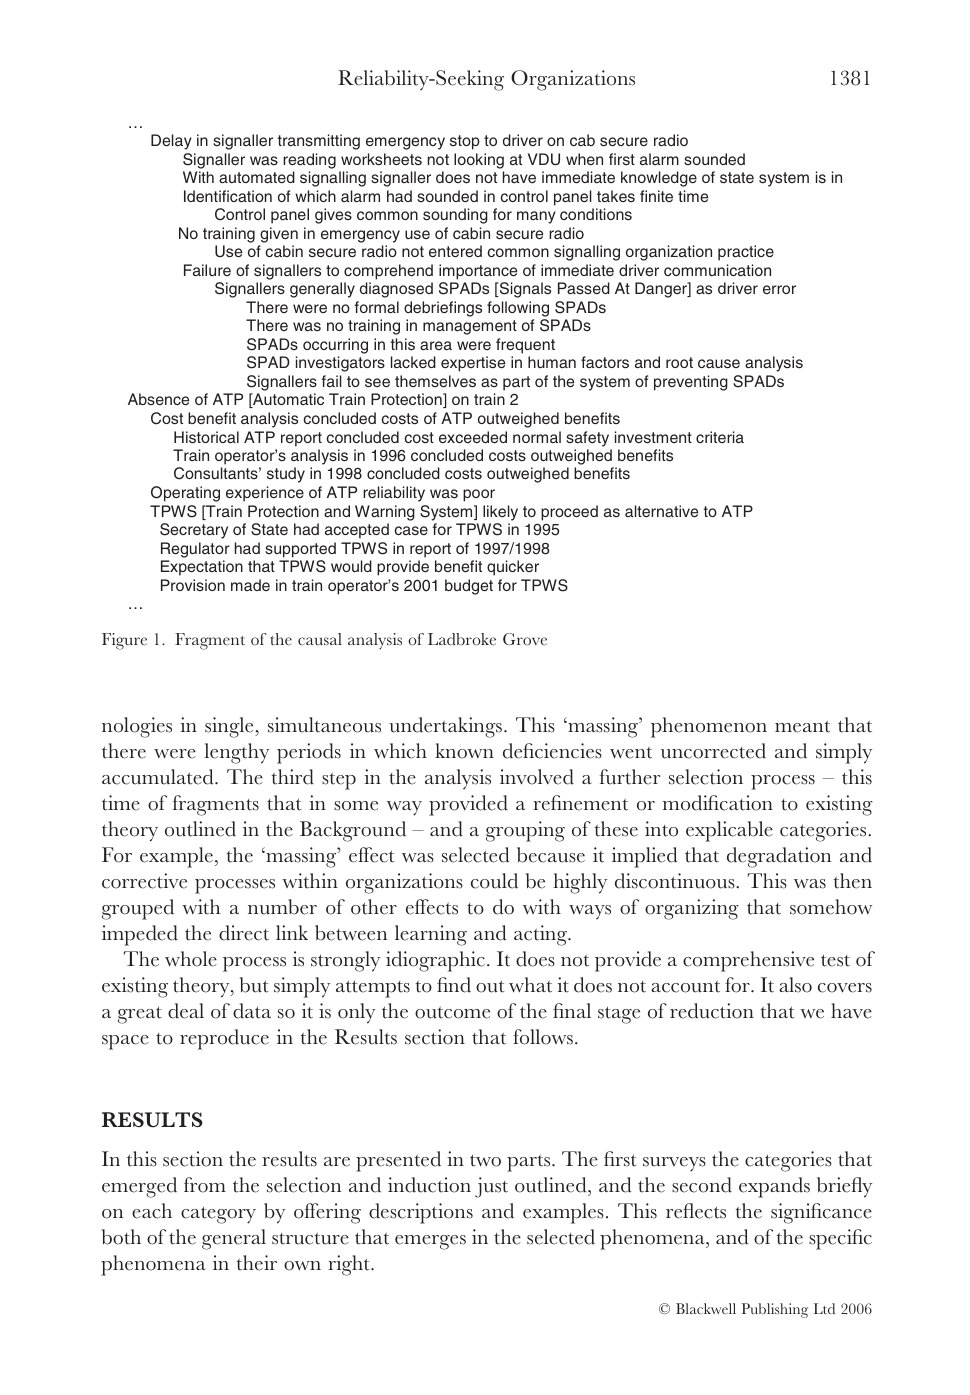 Reliability-Seeking Organizations 1381
…
Delay in signaller transmitting emergency stop to driver on cab secure radio
Signaller was reading worksheets not looking at VDU when first alarm sounded
With automated signalling signaller does not have immediate knowledge of state system is in
Identification of which alarm had sounded in control panel takes finite time
Control panel gives common sounding for many conditions
No training given in emergency use of cabin secure radio
Use of cabin secure radio not entered common signalling organization practice
Failure of signallers to comprehend importance of immediate driver communication
Signallers generally diagnosed SPADs [Signals Passed At Danger] as driver error
There were no formal debriefings following SPADs
There was no training in management of SPADs
SPADs occurring in this area were frequent
SPAD investigators lacked expertise in human factors and root cause analysis
Signallers fail to see themselves as part of the system of preventing SPADs
Absence of ATP [Automatic Train Protection] on train 2
Cost benefit analysis concluded costs of ATP outweighed benefits
Historical ATP report concluded cost exceeded normal safety investment criteria
Train operator’s analysis in 1996 concluded costs outweighed benefits
Consultants’ study in 1998 concluded costs outweighed benefits
Operating experience of ATP reliability was poor
TPWS [Train Protection and Warning System] likely to proceed as alternative to ATP
Secretary of State had accepted case for TPWS in 1995
Regulator had supported TPWS in report of 1997/1998
Expectation that TPWS would provide benefit quicker
Provision made in train operator’s 2001 budget for TPWS
…
Figure 1. Fragment of the causal analysis of Ladbroke Grove
nologies in single, simultaneous undertakings. This ‘massing’ phenomenon meant that
there were lengthy periods in which known deficiencies went uncorrected and simply
accumulated. The third step in the analysis involved a further selection process – this
time of fragments that in some way provided a refinement or modification to existing
theory outlined in the Background – and a grouping of these into explicable categories.
For example, the ‘massing’ effect was selected because it implied that degradation and
corrective processes within organizations could be highly discontinuous. This was then
grouped with a number of other effects to do with ways of organizing that somehow
impeded the direct link between learning and acting.
The whole process is strongly idiographic. It does not provide a comprehensive test of
existing theory, but simply attempts to find out what it does not account for. It also covers
a great deal of data so it is only the outcome of the final stage of reduction that we have
space to reproduce in the Results section that follows.
RESULTS
In this section the results are presented in two parts. The first surveys the categories that
emerged from the selection and induction just outlined, and the second expands briefly
on each category by offering descriptions and examples. This reflects the significance
both of the general structure that emerges in the selected phenomena, and of the specific
phenomena in their own right.
© Blackwell Publishing Ltd 2006